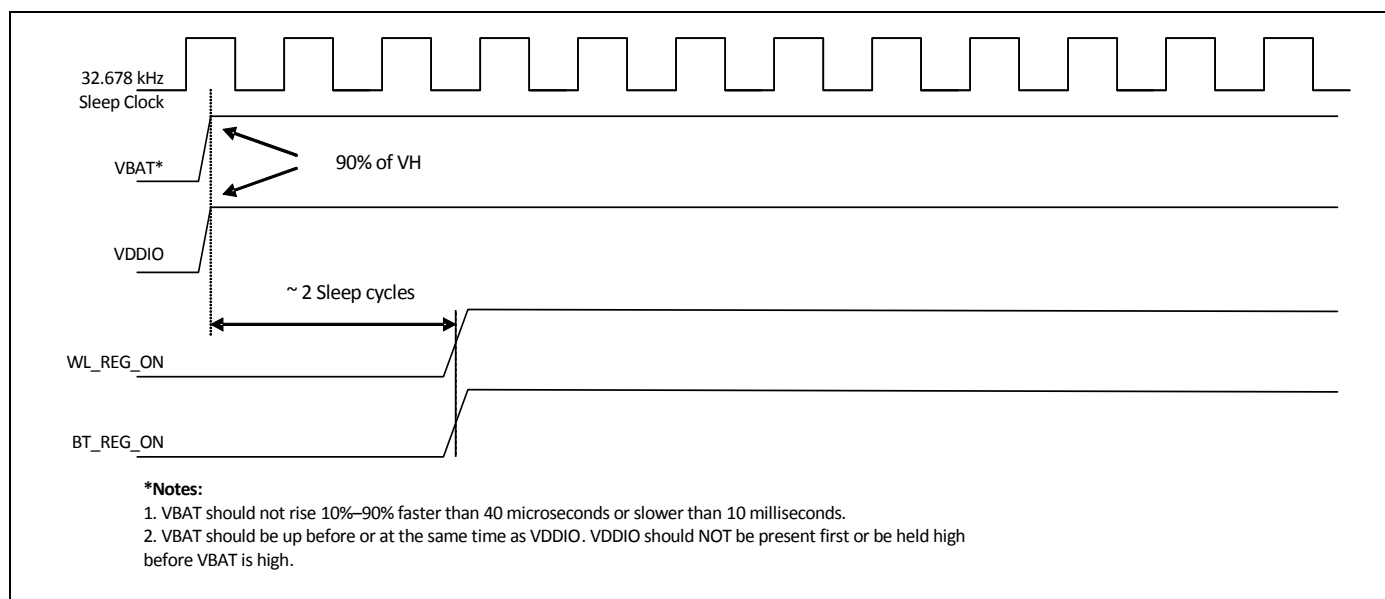 32.678 kHz
Sleep Clock
VBAT*
90% of VH
VDDIO
~ 2 Sleep cycles
WL_REG_ON
BT_REG_ON
*Notes:
1. VBAT should not rise 10%–90% faster than 40 microseconds or slower than 10 milliseconds.
2. VBAT should be up before or at the same time as VDDIO. VDDIO should NOT be present first or be held high
before VBAT is high.